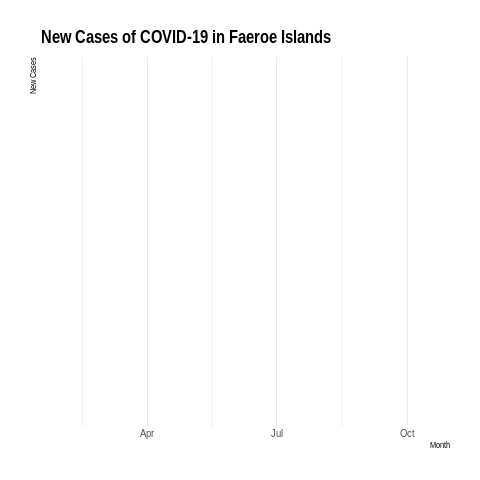 New Cases of COVID-19 in Faeroe Islands
New Cases
Apr Jul Oct
Month